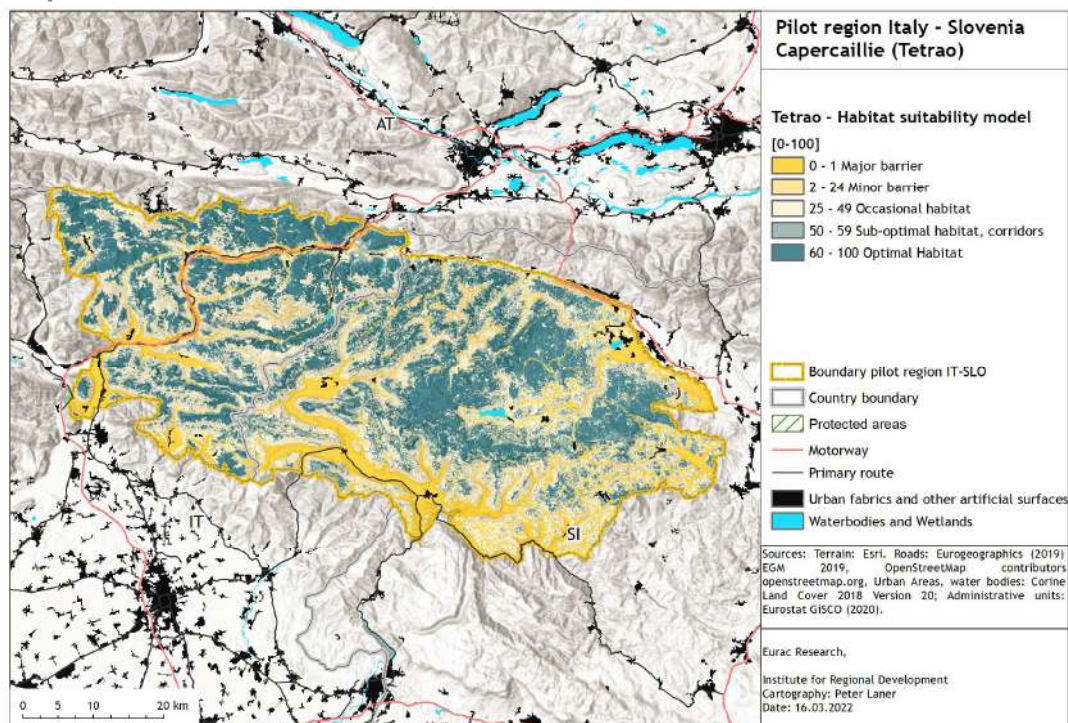 Pilot region Italy - Slovenia
Capercaillie (Tetrao)
Tetrao - Habitat suitability model
[0-100]
0 - 1 Major barrier
2 - 24 Minor barrier
25 - 49 Occasional habitat
50 - 59 Sub-optimal habitat, corridors
60 - 100 Optimal Habitat
Boundary pilot region IT-SLO
Country boundary
Protected areas
Motorway
Primary route
Urban fabrics and other artificial surfaces
Waterbodies and Wetlands
Sources: Terrain: Esri. Roads: Eurogeographics (2019)
EGM 2019, OpenStreetMap contributors
openstreetmap.org, Urban Areas, water bodies: Corine
Land Cover 2018 Version 20; Administrative units:
Eurostat GISCO (2020).
Eurac Research,
Institute for Regional Development
Cartography: Peter Laner
Date: 16.03.2022
AT
IT
SI
0 5 10 20 km